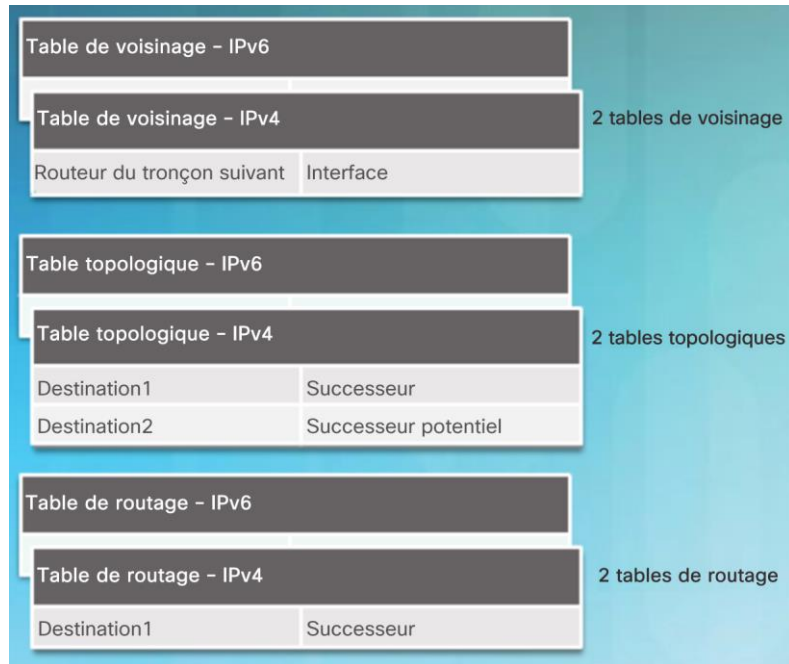 Table de voisinage – IPv6
Table de voisinage – IPv4
2 tables de voisinage
Routeur du tronçon suivant Interface
Table topologique – IPv6
Table topologique – IPv4
2 tables topologiques
Destination1 Successeur
Destination2 Successeur potentiel
Table de routage – IPv6
Table de routage – IPv4
2 tables de routage
Destination1 Successeur